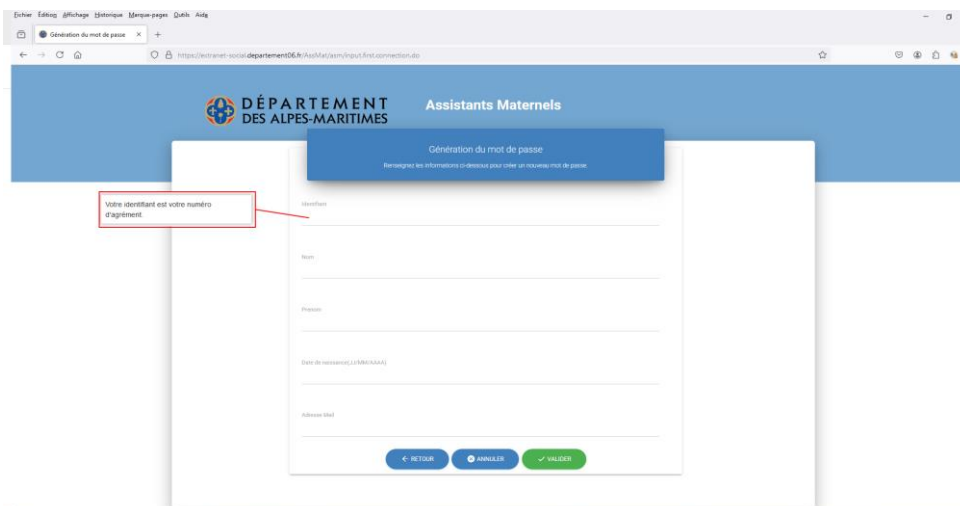 Fichier Édition Affichage Historique Marque-pages Outils Aide
Génération du mot de passe × +
https://extranet-social.departement06.fr/AssMat/asm/input.first.connection.do
DÉPARTEMENT
DES ALPES-MARITIMES
Assistants Maternels
Génération du mot de passe
Renseignez les informations ci-dessous pour créer un nouveau mot de passe
Votre identifiant est votre numéro
d'agrément
Identifiant
Nom
Prénom
Date de naissance(JJ/MM/AAAA)
Adresse Mail
RETOUR
ANNULER
VALIDER